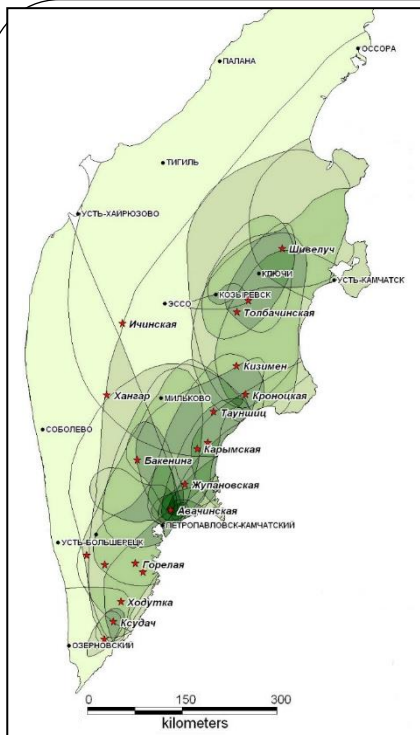 ОССОРА
ПАЛАНА
ТИГИЛЬ
УСТЬ-ХАЙРЮЗОВО
Шивелуч
КЛЮЧИ
УСТЬ-КАМЧАТСК
КОЗЫРЕВСК
ЭССО
Толбачинская
Ичинская
Кизимен
Хангар
МИЛЬКОВО
Кроноцкая
Тауншиц
СОБОЛЕВО
Карымская
Бакенинг
Жупановская
Авачинская
ПЕТРОПАВЛОВСК-КАМЧАТСКИЙ
УСТЬ-БОЛЬШЕРЕЦК
Горелая
Ходутка
Ксудач
ОЗЕРНОВСКИЙ
0 150 300
kilometers